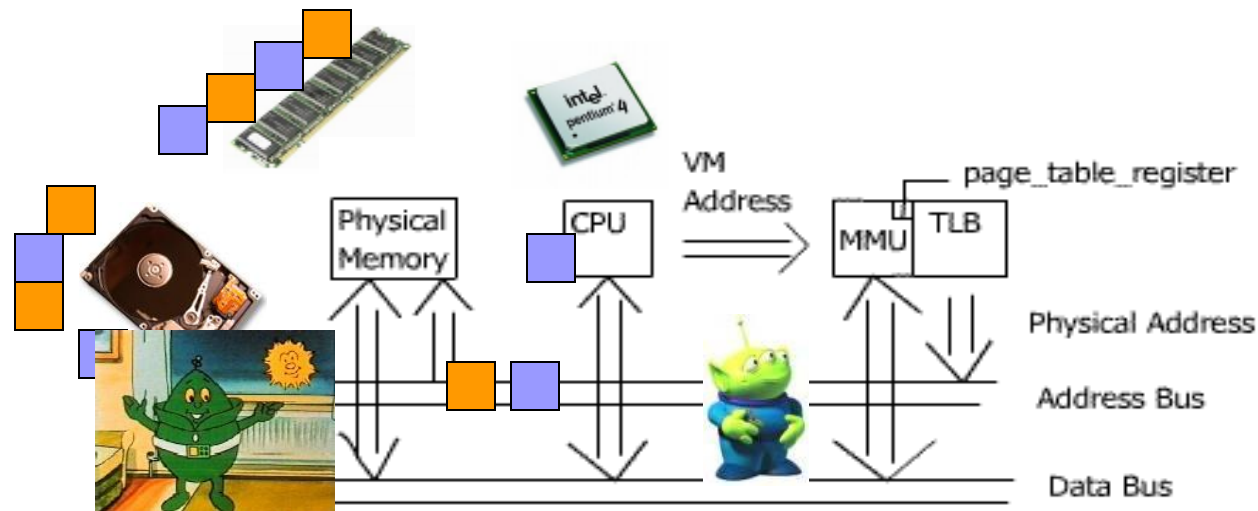 intel
pentium 4
VM
Address
page_table_register
Physical
Memory
CPU
MMU
TLB
Physical Address
Address Bus
Data Bus